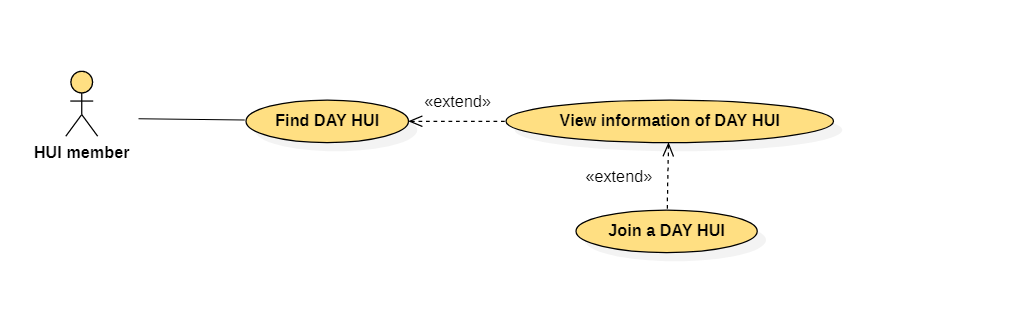 «extend»
Find DAY HUI
View information of DAY HUI
HUI member
«extend»
Join a DAY HUI